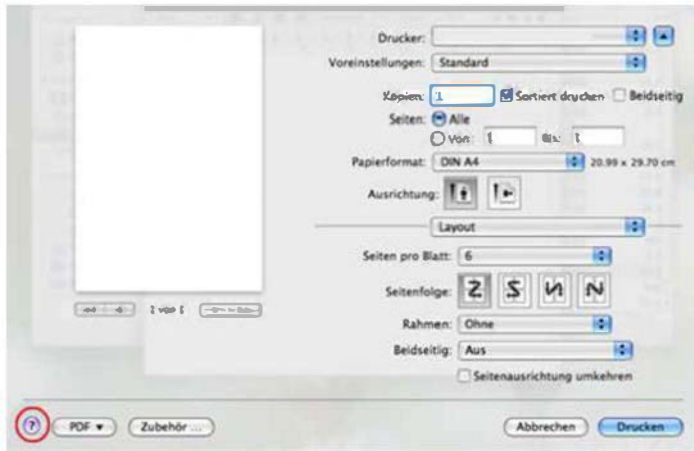 Drucker:
Voreinstellungen: Standard
Kopien: 1 Sortiert drucken Beidseitig
Seiten: Alle
Von: 1 Bis: 1
Papierformat: DIN A4 20.99 x 29.70 cm
Ausrichtung:
Layout
Seiten pro Blatt: 6
Seitenfolge:
1 von 1
Rahmen: Ohne
Beidseitig: Aus
Seitenausrichtung umkehren
? PDF Zubehör ... Abbrechen Drucken